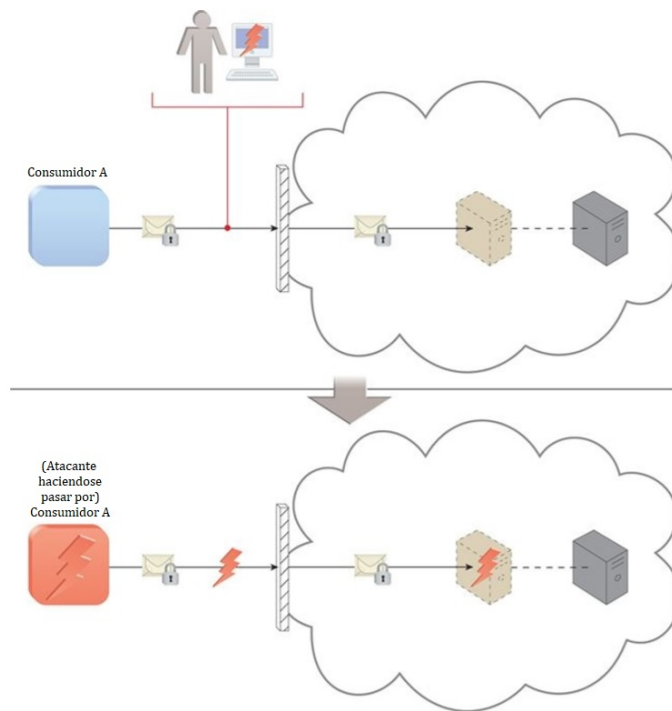 Consumidor A
(Atacante
haciendose
pasar por)
Consumidor A